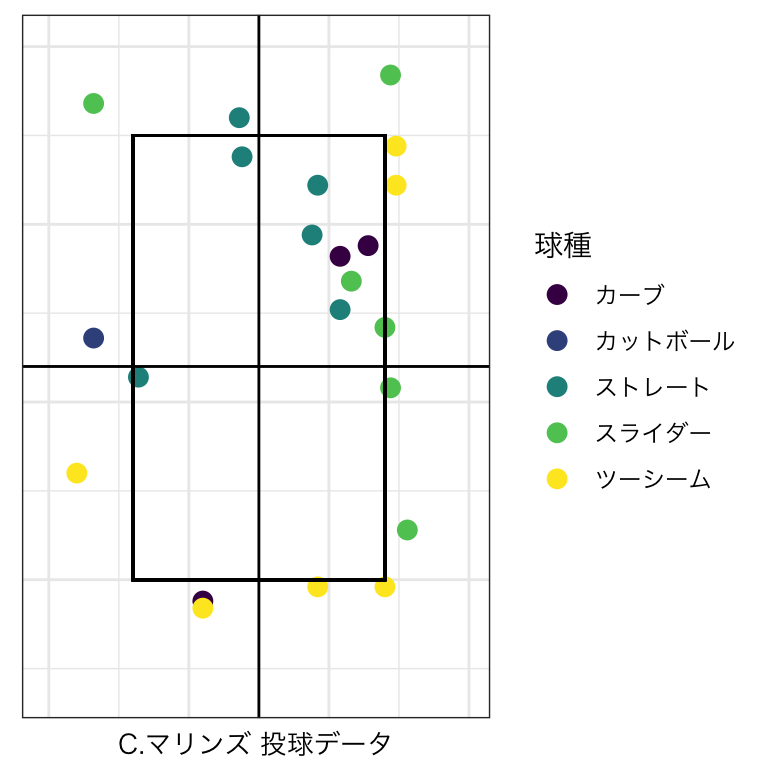 球種
カーブ
カットボール
ストレート
スライダー
ツーシーム
C.マリンズ 投球データ